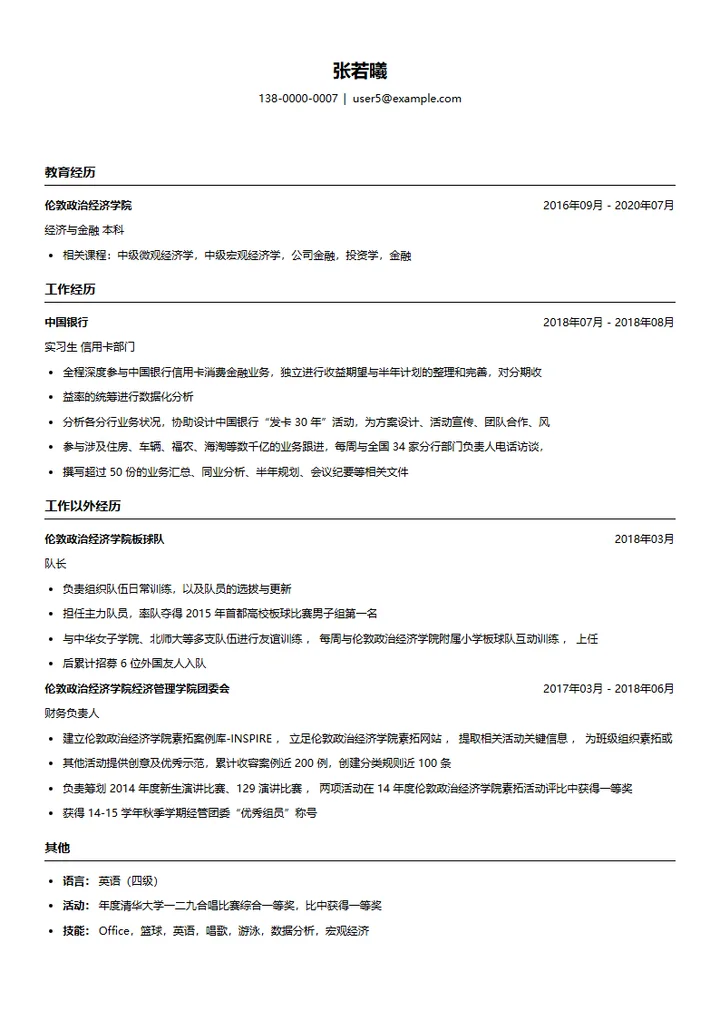 张若曦
138-0000-0007 | user5@example.com
教育经历
伦敦政治经济学院 2016年09月 - 2020年07月
经济与金融 本科
• 相关课程：中级微观经济学，中级宏观经济学，公司金融，投资学，金融
工作经历
中国银行 2018年07月 - 2018年08月
实习生 信用卡部门
• 全程深度参与中国银行信用卡消费金融业务，独立进行收益期望与半年计划的整理和完善，对分期收
• 益率的统筹进行数据化分析
• 分析各分行业务状况，协助设计中国银行“发卡 30 年”活动，为方案设计、活动宣传、团队合作、风
• 参与涉及住房、车辆、福农、海淘等数千亿的业务跟进，每周与全国 34 家分行部门负责人电话访谈，
• 撰写超过 50 份的业务汇总、同业分析、半年规划、会议纪要等相关文件
工作以外经历
伦敦政治经济学院板球队 2018年03月
队长
• 负责组织队伍日常训练，以及队员的选拔与更新
• 担任主力队员，率队夺得 2015 年首都高校板球比赛男子组第一名
• 与中华女子学院、北师大等多支队伍进行友谊训练 ， 每周与伦敦政治经济学院附属小学板球队互动训练 ， 上任
• 后累计招募 6 位外国友人入队
伦敦政治经济学院经济管理学院团委会 2017年03月 - 2018年06月
财务负责人
• 建立伦敦政治经济学院素拓案例库-INSPIRE ， 立足伦敦政治经济学院素拓网站 ， 提取相关活动关键信息 ， 为班级组织素拓或
• 其他活动提供创意及优秀示范，累计收容案例近 200 例，创建分类规则近 100 条
• 负责筹划 2014 年度新生演讲比赛、129 演讲比赛 ， 两项活动在 14 年度伦敦政治经济学院素拓活动评比中获得一等奖
• 获得 14-15 学年秋季学期经管团委“优秀组员”称号
其他
• 语言： 英语（四级）
• 活动： 年度清华大学一二九合唱比赛综合一等奖，比中获得一等奖
• 技能： Office，篮球，英语，唱歌，游泳，数据分析，宏观经济